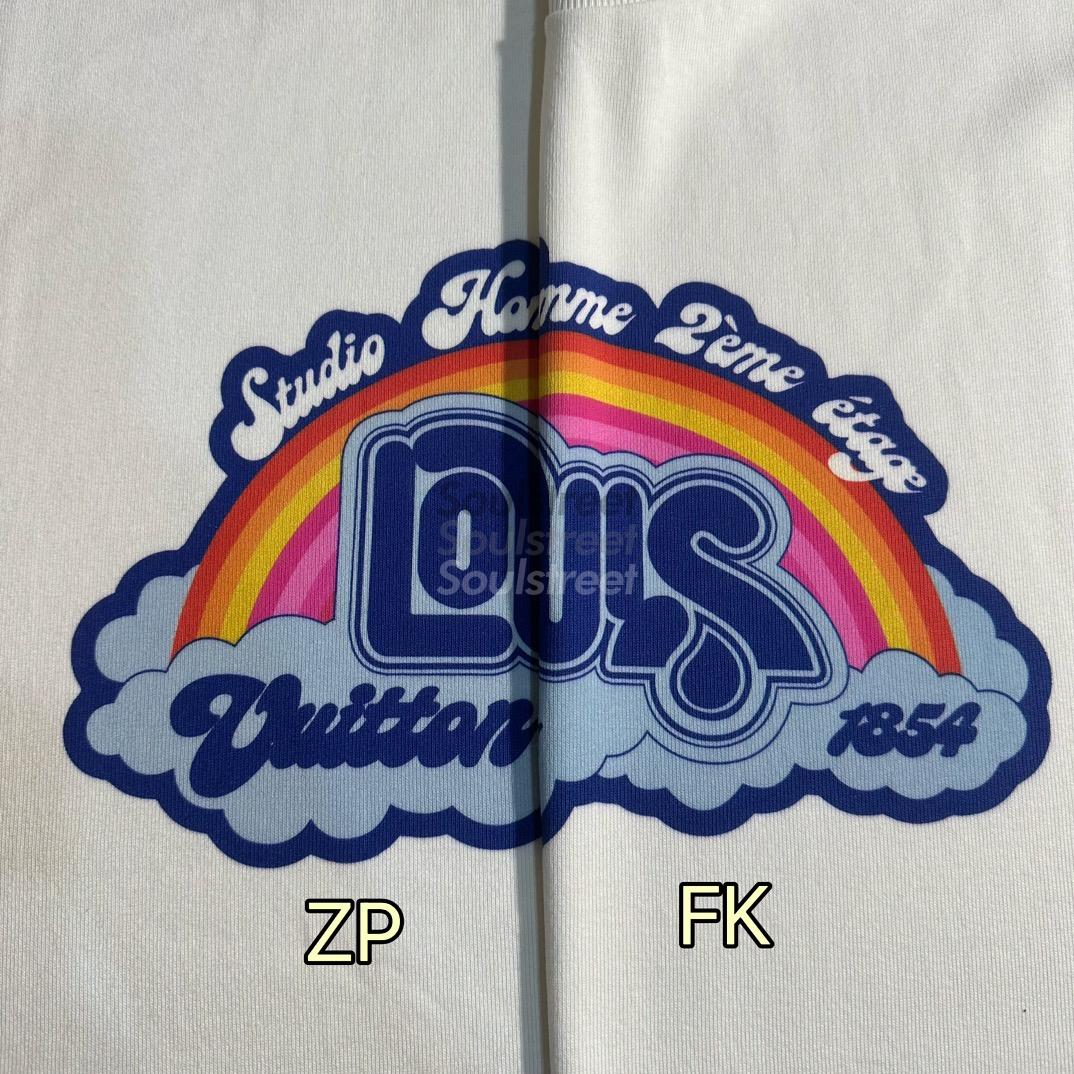 Studio Homme 2ème étage
Louis
Vuitton
1854
Soulstreet
Soulstreet
Soulstreet
ZP
FK